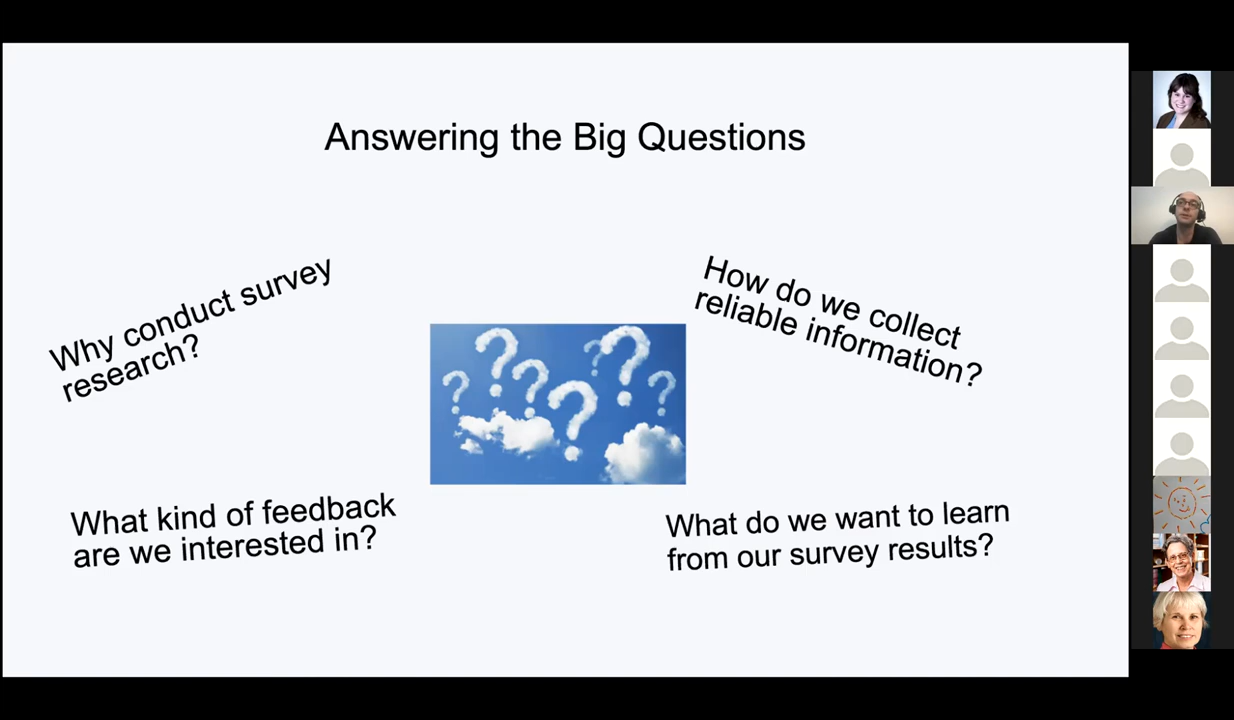 Answering the Big Questions
Why conduct survey
research?
How do we collect
reliable information?
What kind of feedback
are we interested in?
What do we want to learn
from our survey results?